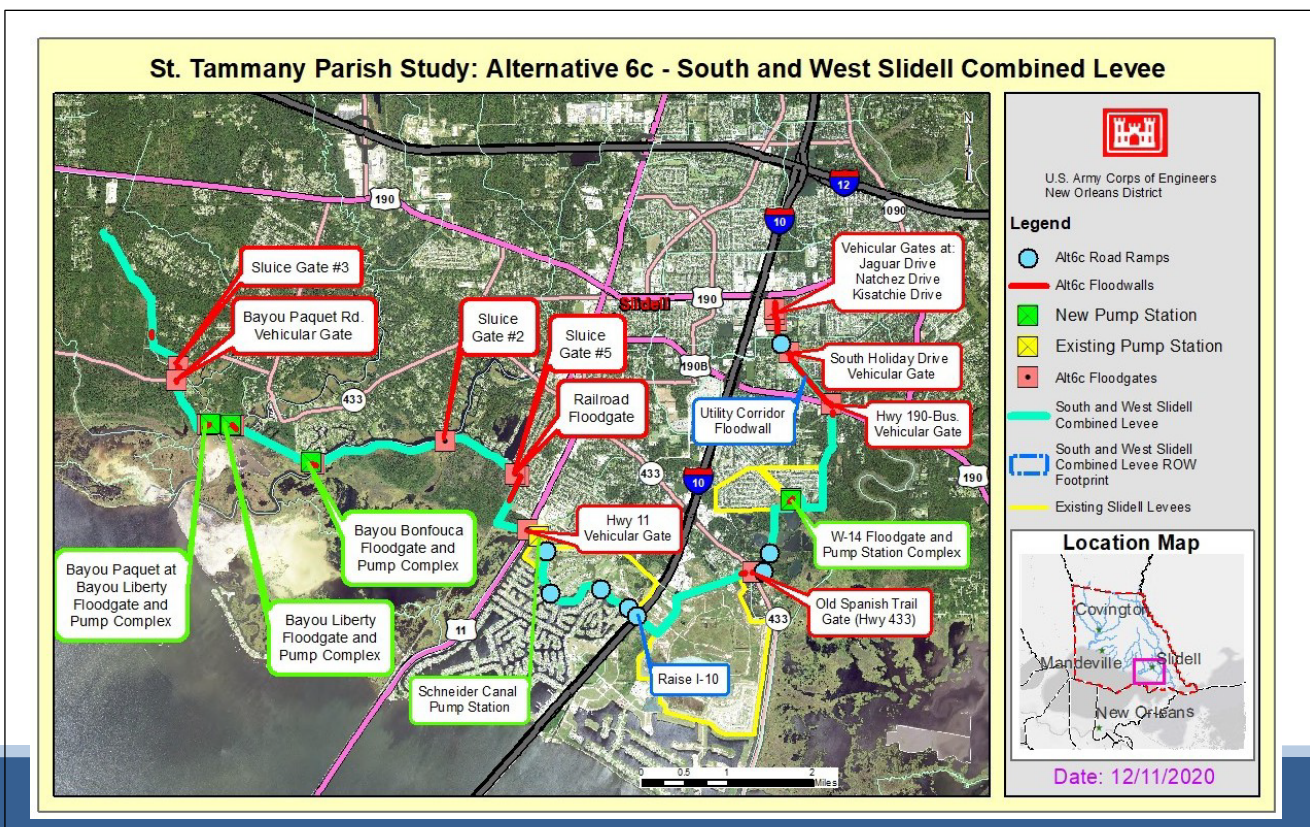 St. Tammany Parish Study: Alternative 6c - South and West Slidell Combined Levee
190
12
10
1090
N
Sluice Gate #3
Bayou Paquet Rd.
Vehicular Gate
433
Sluice
Gate #2
Sluice
Gate #5
Railroad
Floodgate
Slidell
190
190B
Vehicular Gates at:
Jaguar Drive
Natchez Drive
Kisatchie Drive
South Holiday Drive
Vehicular Gate
Utility Corridor
Floodwall
Hwy 190-Bus.
Vehicular Gate
433
10
190
Bayou Paquet at
Bayou Liberty
Floodgate and
Pump Complex
Bayou Liberty
Floodgate and
Pump Complex
Bayou Bonfouca
Floodgate and
Pump Complex
Hwy 11
Vehicular Gate
W-14 Floodgate and
Pump Station Complex
11
Old Spanish Trail
Gate (Hwy 433)
433
Schneider Canal
Pump Station
Raise I-10
0 0.5 1 2
Miles
U.S. Army Corps of Engineers
New Orleans District
Legend
Alt6c Road Ramps
Alt6c Floodwalls
New Pump Station
Existing Pump Station
Alt6c Floodgates
South and West Slidell
Combined Levee
South and West Slidell
Combined Levee ROW
Footprint
Existing Slidell Levees
Location Map
Covington
Mandeville
Slidell
New Orleans
Date: 12/11/2020